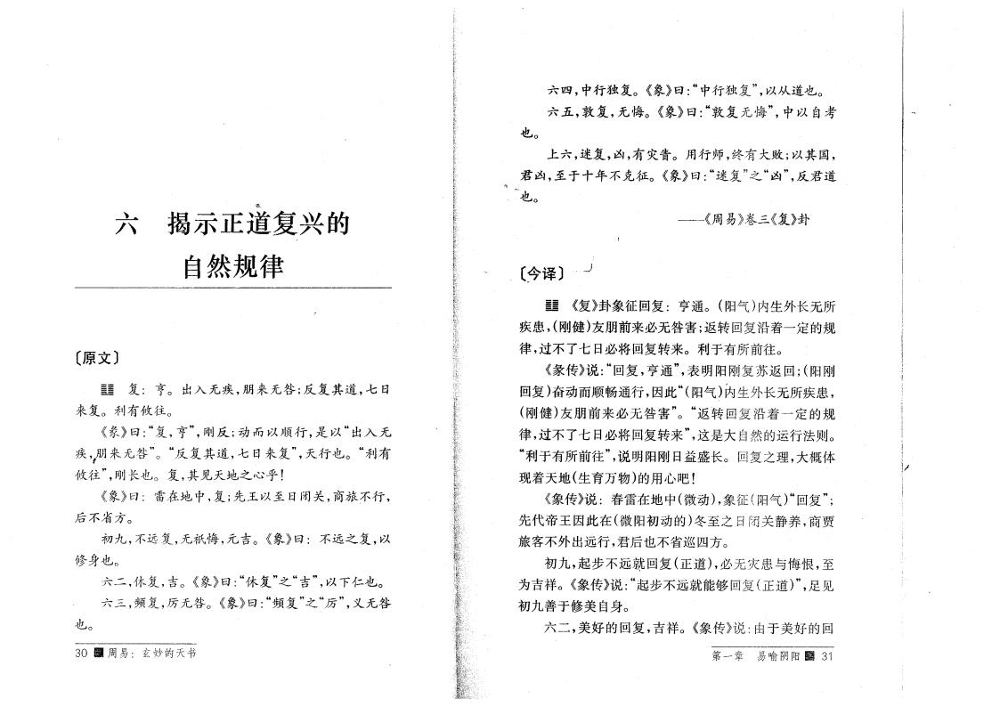 六　揭示正道复兴的
自然规律
〔原文〕
䷗　复：亨。出入无疾，朋来无咎；反复其道，七日
来复。利有攸往。
《彖》曰：“复，亨”，刚反；动而以顺行，是以“出入无
疾，朋来无咎”。“反复其道，七日来复”，天行也。“利有
攸往”，刚长也。复，其见天地之心乎！
《象》曰：雷在地中，复；先王以至日闭关，商旅不行，
后不省方。
初九，不远复，无祇悔，元吉。《象》曰：不远之复，以
修身也。
六二，休复，吉。《象》曰：“休复”之“吉”，以下仁也。
六三，频复，厉无咎。《象》曰：“频复”之“厉”，义无咎
也。
30 周易：玄妙的天书
六四，中行独复。《象》曰：“中行独复”，以从道也。
六五，敦复，无悔。《象》曰：“敦复无悔”，中以自考
也。
上六，迷复，凶，有灾眚。用行师，终有大败；以其国，
君凶，至于十年不克征。《象》曰：“迷复”之“凶”，反君道
也。
——《周易》卷三《复》卦
〔今译〕
䷗　《复》卦象征回复：亨通。（阳气）内生外长无所
疾患，（刚健）友朋前来必无咎害；返转回复沿着一定的规
律，过不了七日必将回复转来。利于有所前往。
《彖传》说：“回复，亨通”，表明阳刚复苏返回；（阳刚
回复）奋动而顺畅通行，因此“（阳气）内生外长无所疾患，
（刚健）友朋前来必无咎害”。“返转回复沿着一定的规
律，过不了七日必将回复转来”，这是大自然的运行法则。
“利于有所前往”，说明阳刚日益盛长。回复之理，大概体
现着天地（生育万物）的用心吧！
《象传》说：春雷在地中（微动），象征（阳气）“回复”；
先代帝王因此在（微阳初动的）冬至之日闭关静养，商贾
旅客不外出远行，君后也不省巡四方。
初九，起步不远就回复（正道），必无灾患与悔恨，至
为吉祥。《象传》说：“起步不远就能够回复（正道）”，足见
初九善于修美自身。
六二，美好的回复，吉祥。《象传》说：由于美好的回
第一章　易喻阴阳 31